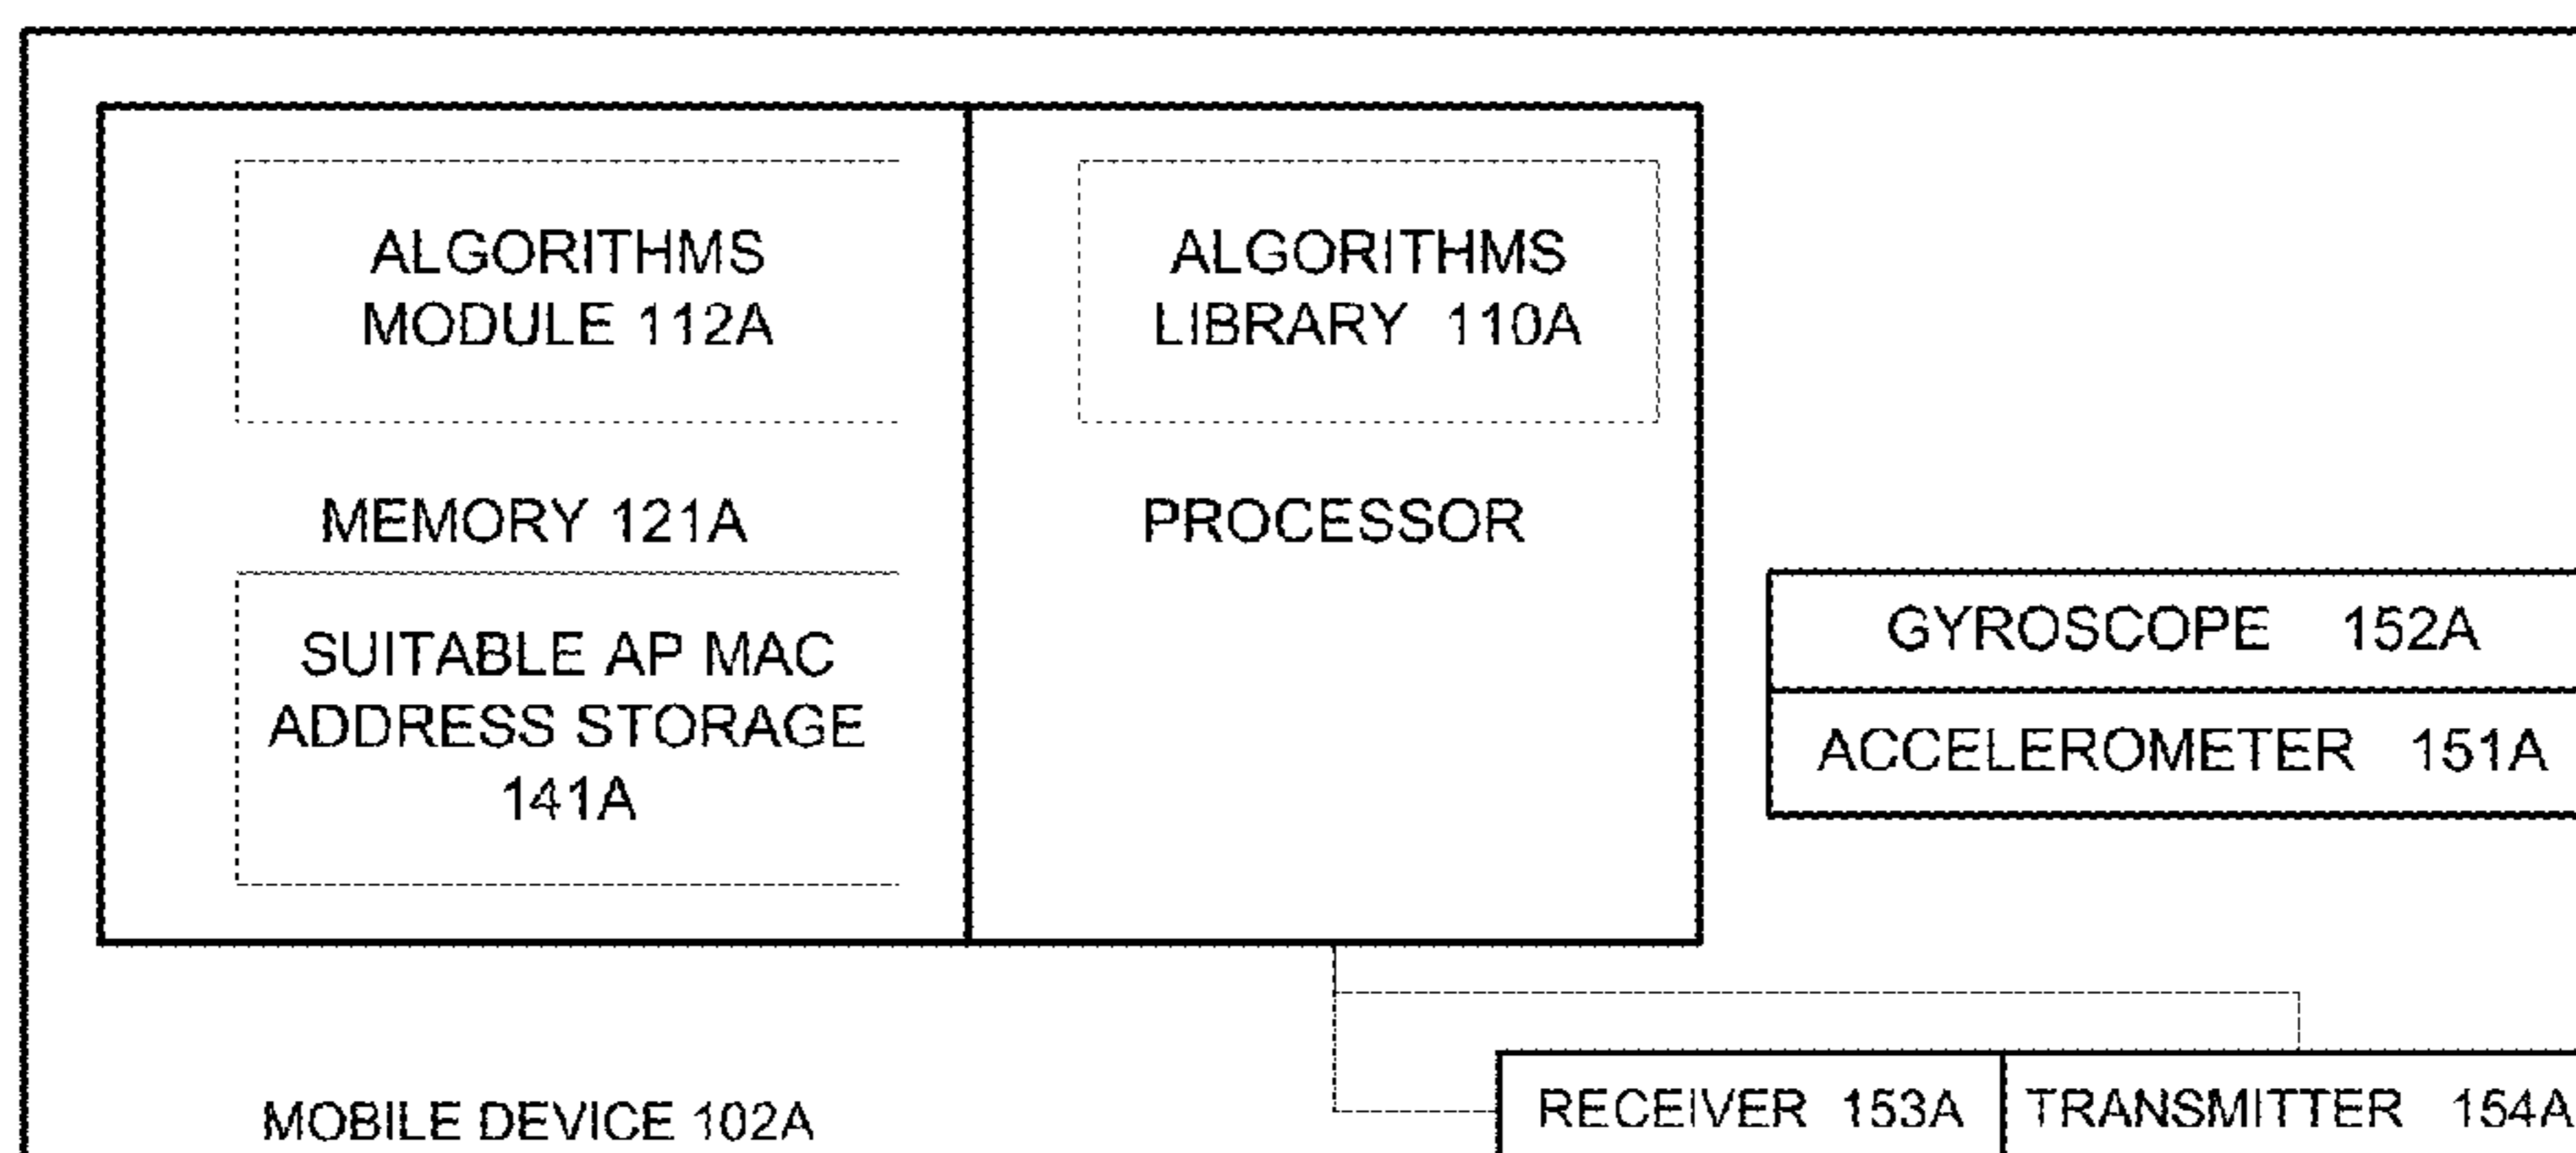 ALGORITHMS
MODULE 112A
ALGORITHMS
LIBRARY 110A
MEMORY 121A
PROCESSOR
SUITABLE AP MAC
ADDRESS STORAGE
141A
GYROSCOPE 152A
ACCELEROMETER 151A
MOBILE DEVICE 102A
RECEIVER 153A
TRANSMITTER 154A